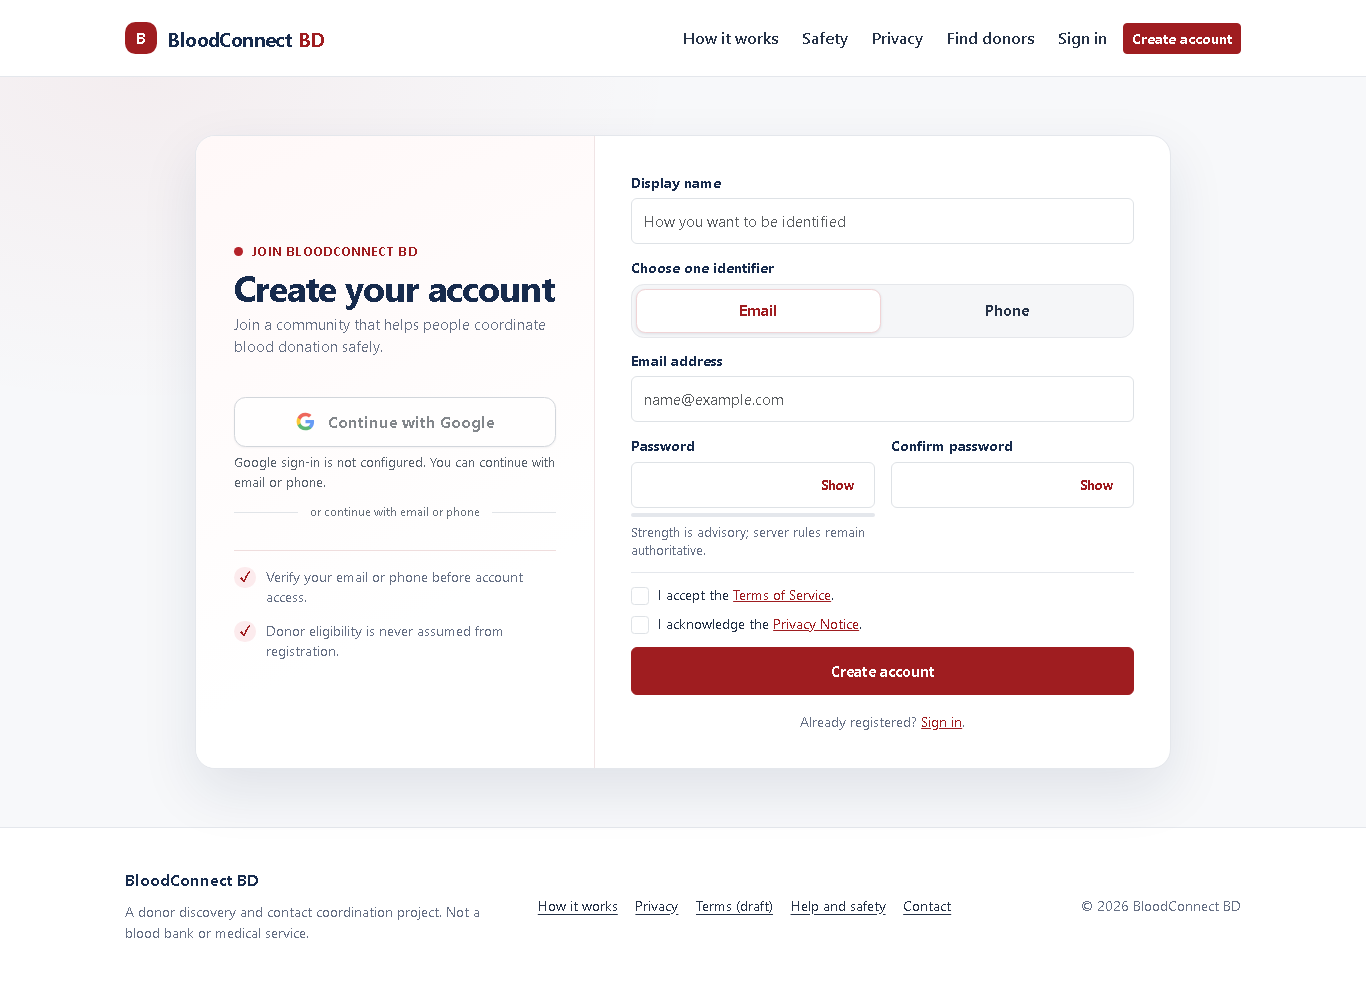 B BloodConnect BD
How it works Safety Privacy Find donors Sign in Create account
JOIN BLOODCONNECT BD
Create your account
Join a community that helps people coordinate
blood donation safely.
Continue with Google
Google sign-in is not configured. You can continue with
email or phone.
or continue with email or phone
Verify your email or phone before account
access.
Donor eligibility is never assumed from
registration.
Display name
How you want to be identified
Choose one identifier
Email Phone
Email address
name@example.com
Password Confirm password
Show Show
Strength is advisory; server rules remain
authoritative.
I accept the Terms of Service.
I acknowledge the Privacy Notice.
Create account
Already registered? Sign in.
BloodConnect BD
A donor discovery and contact coordination project. Not a
blood bank or medical service.
How it works Privacy Terms (draft) Help and safety Contact
© 2026 BloodConnect BD